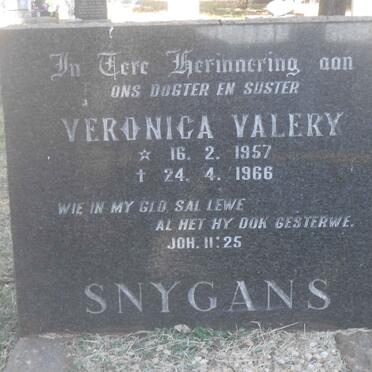 In Tere Herinnering aan
ONS DOGTER EN SUSTER
VERONICA VALERY
☆ 16. 2. 1957
† 24. 4. 1966
WIE IN MY GLO, SAL LEWE
AL HET HY OOK GESTERWE.
JOH. 11:25
SNYGANS